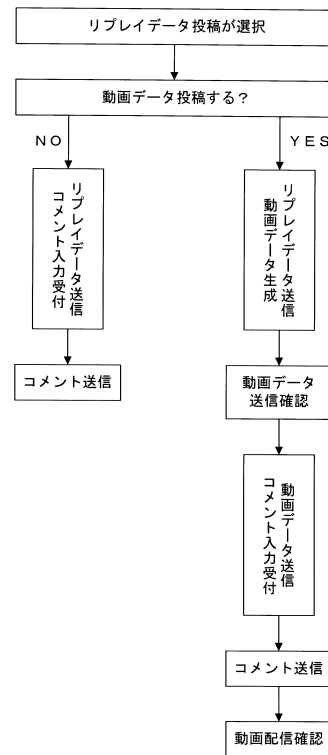 リプレイデータ投稿が選択
動画データ投稿する？
NO
YES
リプレイデータ送信
コメント入力受付
リプレイデータ送信
動画データ生成
コメント送信
動画データ
送信確認
動画データ送信
コメント入力受付
コメント送信
動画配信確認